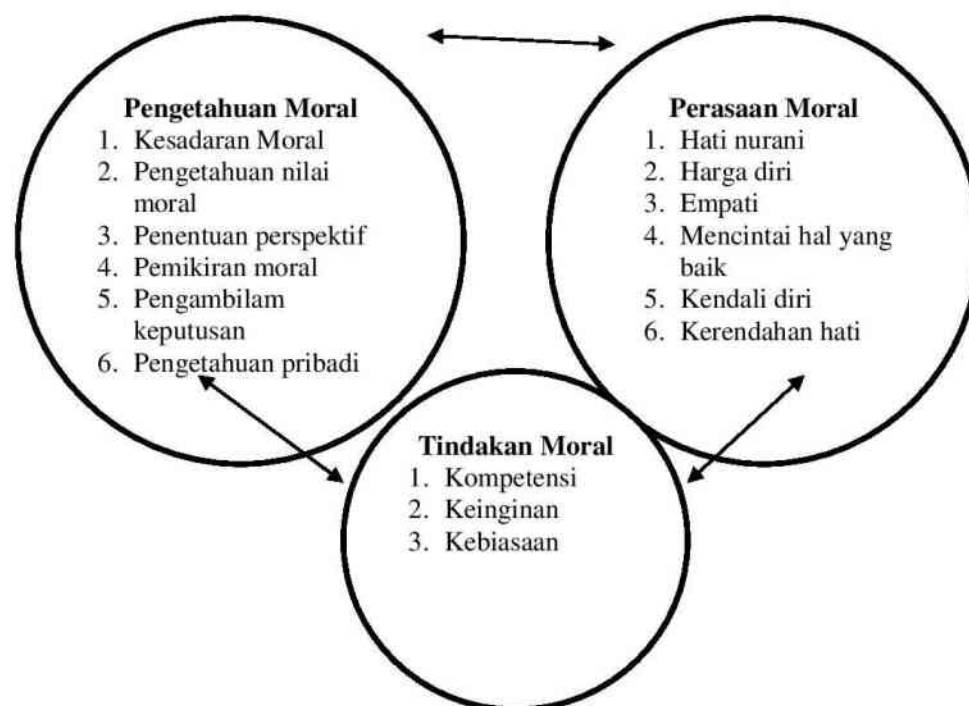 Pengetahuan Moral
1. Kesadaran Moral
2. Pengetahuan nilai
moral
3. Penentuan perspektif
4. Pemikiran moral
5. Pengambilam
keputusan
6. Pengetahuan pribadi
Perasaan Moral
1. Hati nurani
2. Harga diri
3. Empati
4. Mencintai hal yang
baik
5. Kendali diri
6. Kerendahan hati
Tindakan Moral
1. Kompetensi
2. Keinginan
3. Kebiasaan